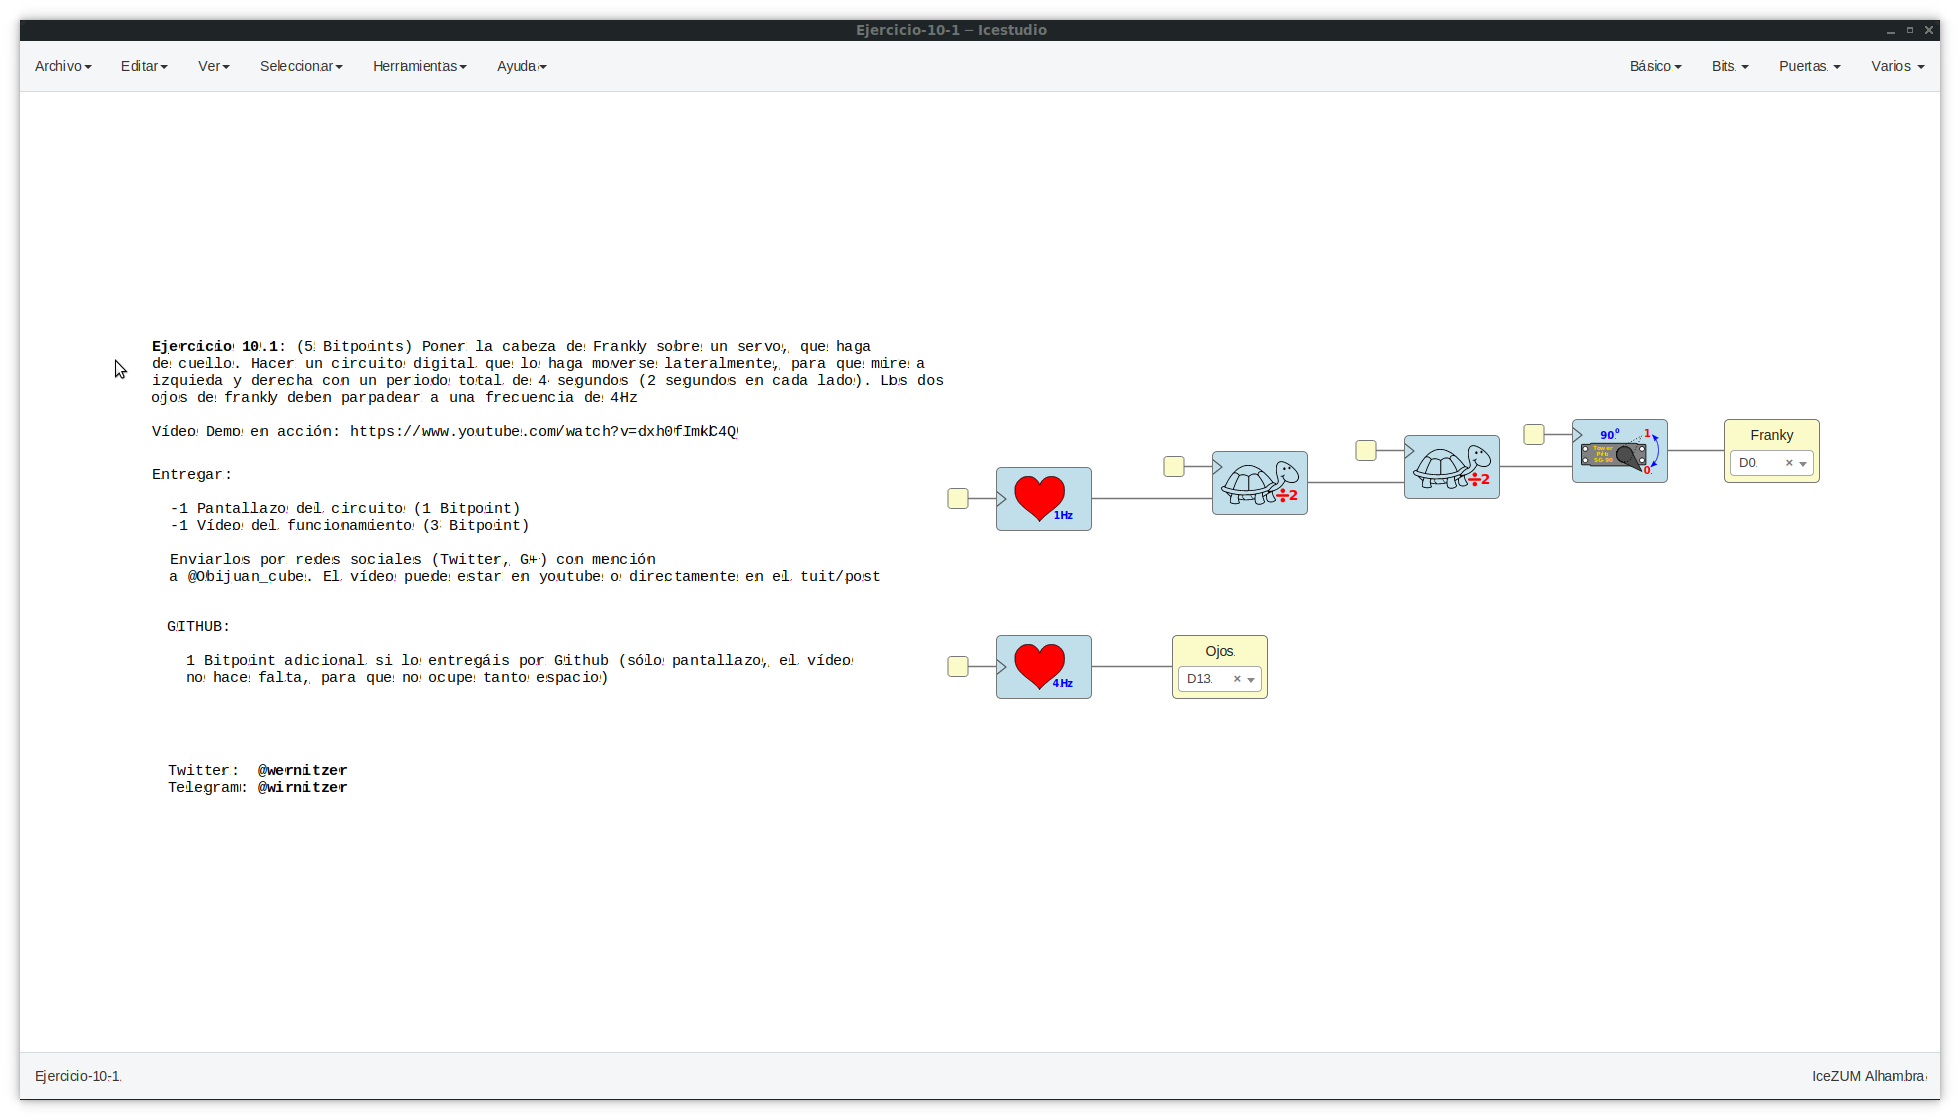 Ejercicio-10-1 – Icestudio
Archivo Editar Ver Seleccionar Herramientas Ayuda Básico Bits Puertas Varios
Ejercicio 10.1: (5 Bitpoints) Poner la cabeza de Frankly sobre un servo, que haga
de cuello. Hacer un circuito digital que lo haga moverse lateralmente, para que mire a
izquieda y derecha con un periodo total de 4 segundos (2 segundos en cada lado). Los dos
ojos de frankly deben parpadear a una frecuencia de 4Hz
Vídeo Demo en acción: https://www.youtube.com/watch?v=dxh0fImkC4Q
Entregar:
-1 Pantallazo del circuito (1 Bitpoint)
-1 Vídeo del funcionamiento (3 Bitpoint)
Enviarlos por redes sociales (Twitter, G+) con mención
a @Obijuan_cube. El vídeo puede estar en youtube o directamente en el tuit/post
GITHUB:
1 Bitpoint adicional si lo entregáis por Github (sólo pantallazo, el vídeo
no hace falta, para que no ocupe tanto espacio)
Twitter: @wernitzer
Telegram: @wirnitzer
1Hz
÷2
÷2
90º
1
Tower
Pro
SG-90
0
Franky
D0
4Hz
Ojos
D13
Ejercicio-10-1
IceZUM Alhambra